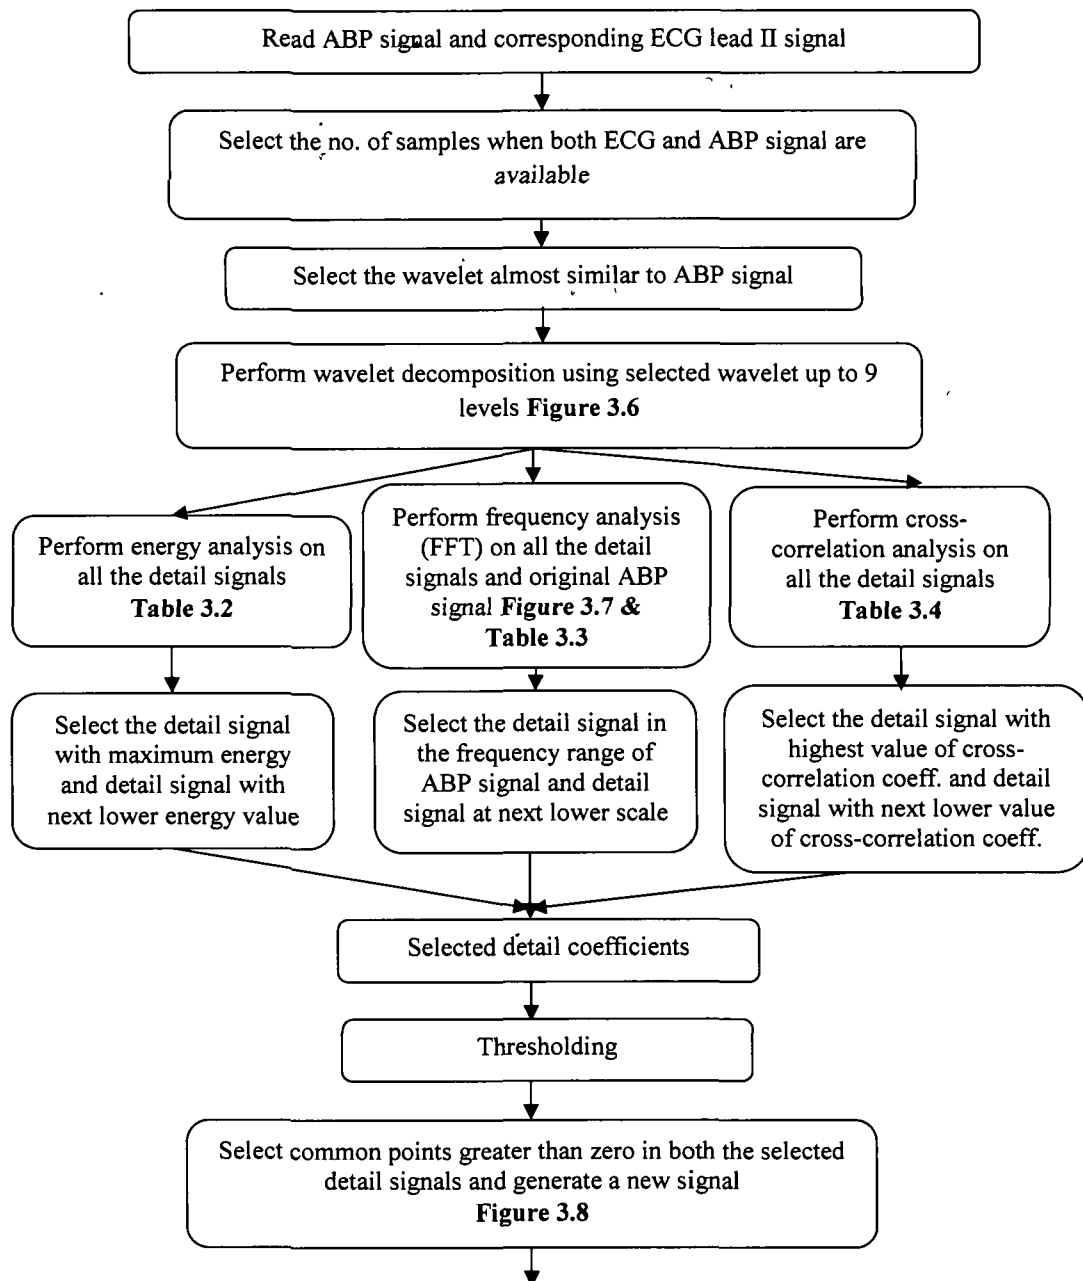 Read ABP signal and corresponding ECG lead II signal
Select the no. of samples when both ECG and ABP signal are
available
Select the wavelet almost similar to ABP signal
Perform wavelet decomposition using selected wavelet up to 9
levels Figure 3.6
Perform energy analysis on
all the detail signals
Table 3.2
Perform frequency analysis
(FFT) on all the detail
signals and original ABP
signal Figure 3.7 &
Table 3.3
Perform cross-
correlation analysis on
all the detail signals
Table 3.4
Select the detail signal
with maximum energy
and detail signal with
next lower energy value
Select the detail signal in
the frequency range of
ABP signal and detail
signal at next lower scale
Select the detail signal with
highest value of cross-
correlation coeff. and detail
signal with next lower value
of cross-correlation coeff.
Selected detail coefficients
Thresholding
Select common points greater than zero in both the selected
detail signals and generate a new signal
Figure 3.8